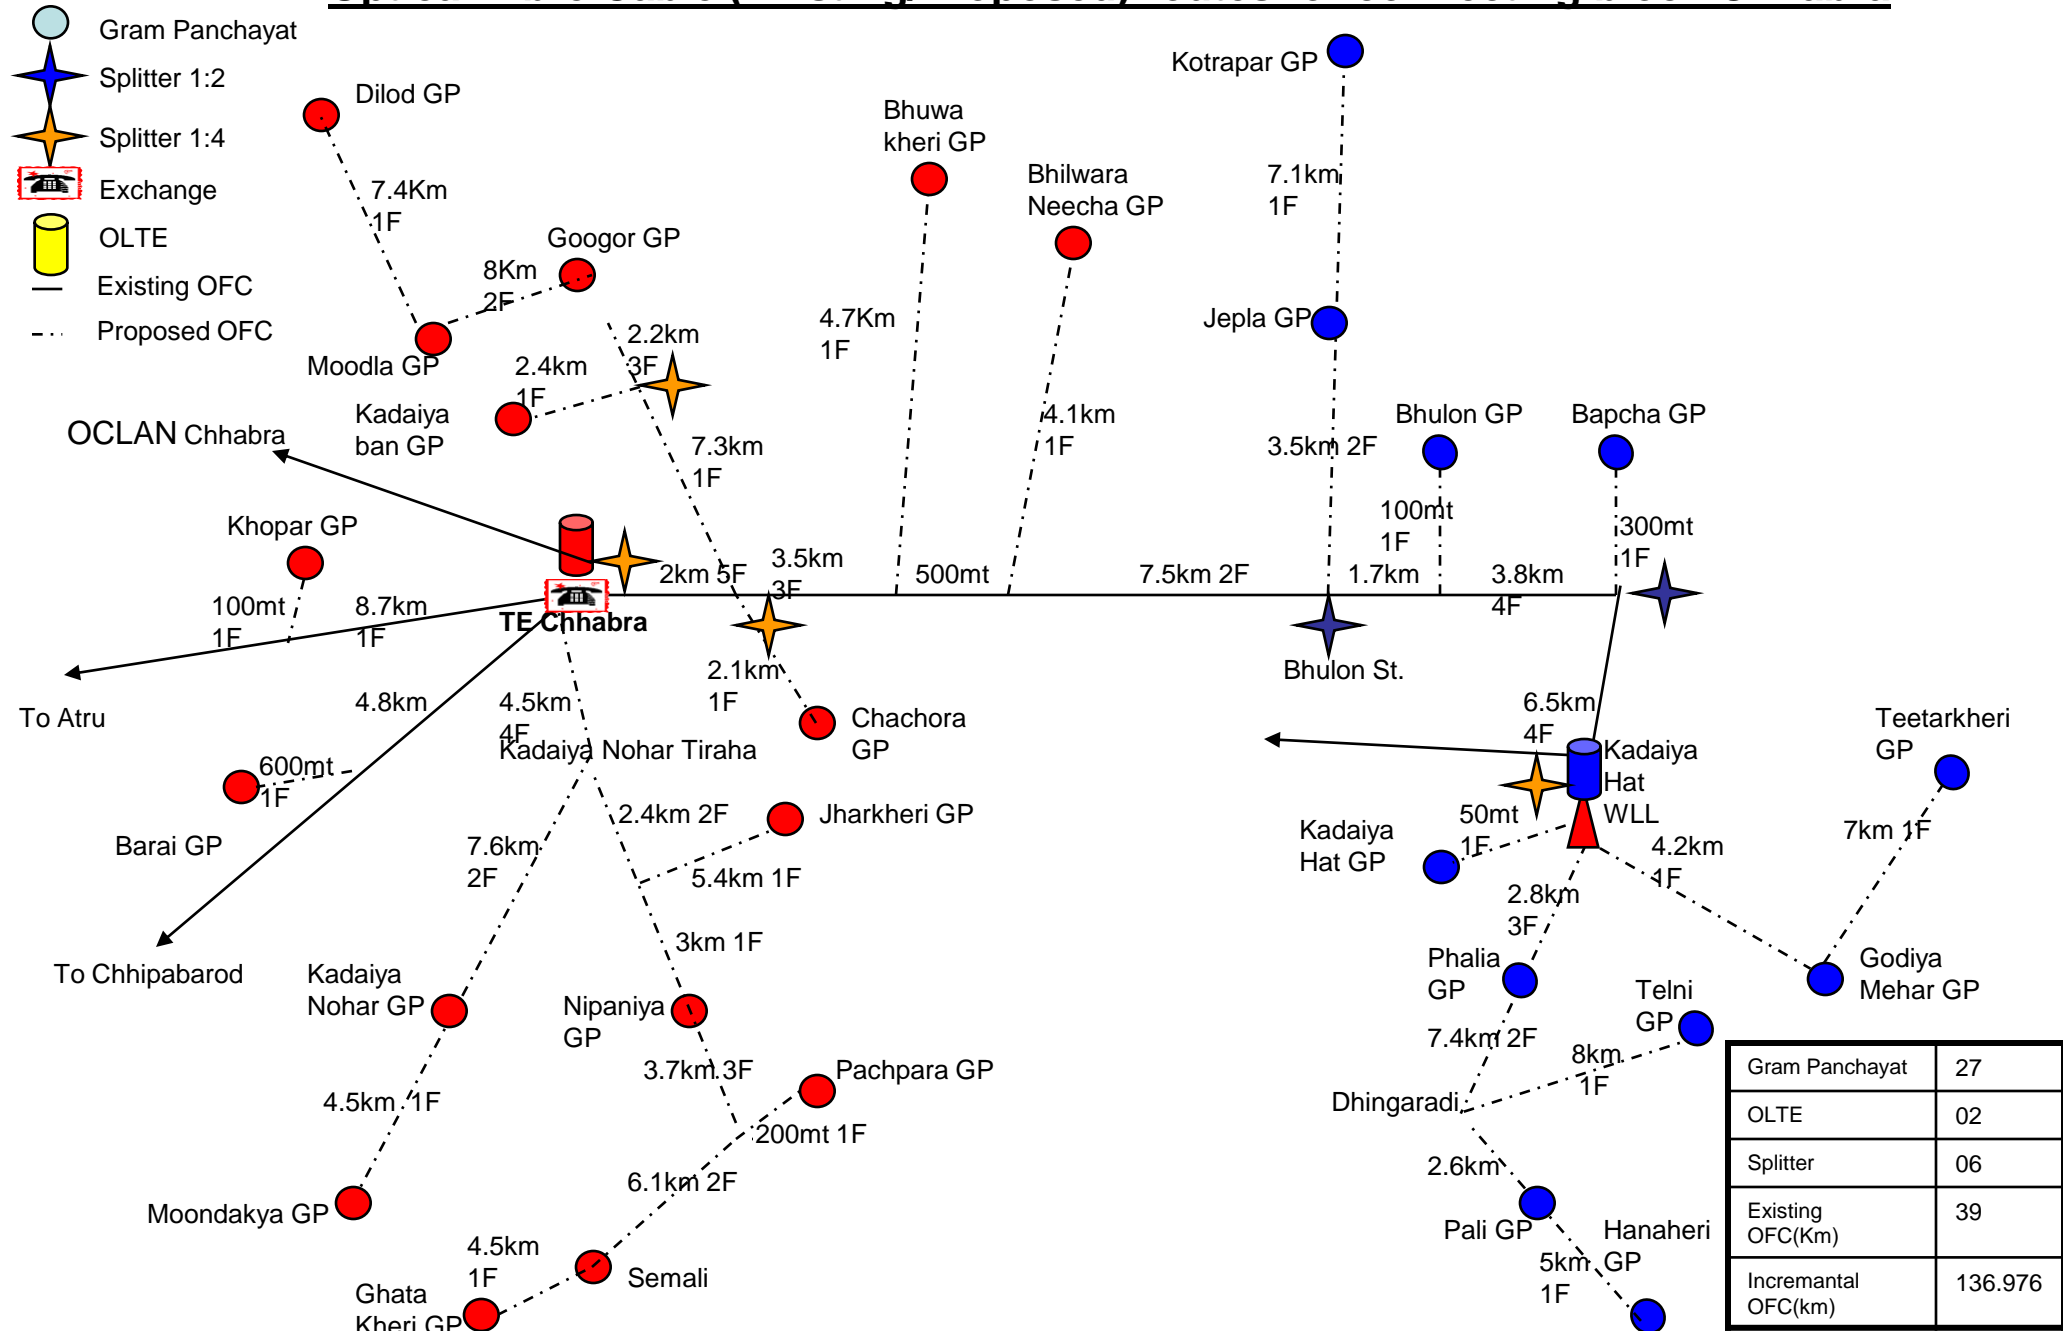 Gram Panchayat
Splitter 1:2
Splitter 1:4
Exchange
OLTE
Existing OFC
Proposed OFC
Dilod GP
7.4Km
1F
Googor GP
8Km
2F
Moodla GP
2.2km
3F
2.4km
1F
Kadaiya
ban GP
7.3km
1F
OCLAN Chhabra
Khopar GP
100mt
1F
8.7km
1F
TE Chhabra
To Atru
4.8km
600mt
1F
Barai GP
To Chhipabarod
2km 5F
3.5km
3F
500mt
7.5km 2F
1.7km
3.8km
4F
Bhuwa
kheri GP
4.7Km
1F
Bhilwara
Neecha GP
4.1km
1F
Kotrapar GP
7.1km
1F
Jepla GP
3.5km 2F
Bhulon GP
100mt
1F
Bapcha GP
300mt
1F
Bhulon St.
2.1km
1F
Chachora
GP
4.5km
4F
Kadaiya Nohar Tiraha
2.4km 2F
Jharkheri GP
5.4km 1F
7.6km
2F
3km 1F
Kadaiya
Nohar GP
Nipaniya
GP
3.7km 3F
Pachpara GP
200mt 1F
4.5km 1F
Moondakya GP
6.1km 2F
4.5km
1F
Semali
Ghata
Kheri GP
6.5km
4F
Kadaiya
Hat
WLL
50mt
1F
Kadaiya
Hat GP
4.2km
1F
Teetarkheri
GP
7km 1F
Godiya
Mehar GP
2.8km
3F
Phalia
GP
7.4km 2F
Telni
GP
8km
1F
Dhingaradi
2.6km
Pali GP
Hanaheri
GP
5km
1F
Gram Panchayat 27
OLTE 02
Splitter 06
Existing
OFC(Km) 39
Incremantal
OFC(km) 136.976